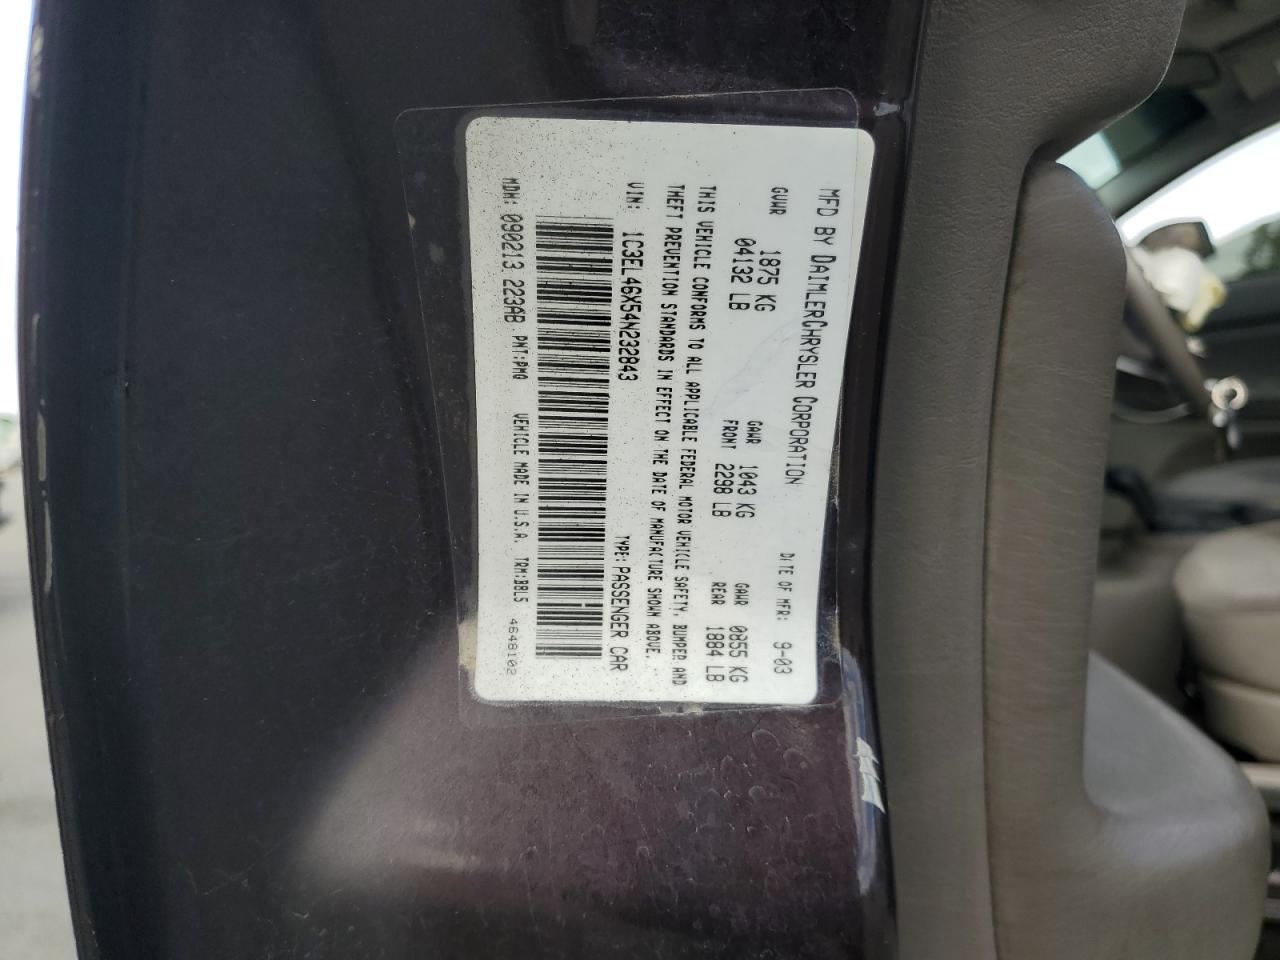 MFD BY DAIMLERCHRYSLER CORPORATION DATE OF MFR: 9-03
GVWR 1875 KG GAWR 1043 KG GAWR 0855 KG
04132 LB FRONT 2298 LB REAR 1884 LB
THIS VEHICLE CONFORMS TO ALL APPLICABLE FEDERAL MOTOR VEHICLE SAFETY, BUMPER AND
THEFT PREVENTION STANDARDS IN EFFECT ON THE DATE OF MANUFACTURE SHOWN ABOVE.
VIN: 1C3EL46X54N232843 TYPE: PASSENGER CAR
MDH: 090213 223AB PNT:PMQ VEHICLE MADE IN U.S.A. TRM:BBL5 4648102